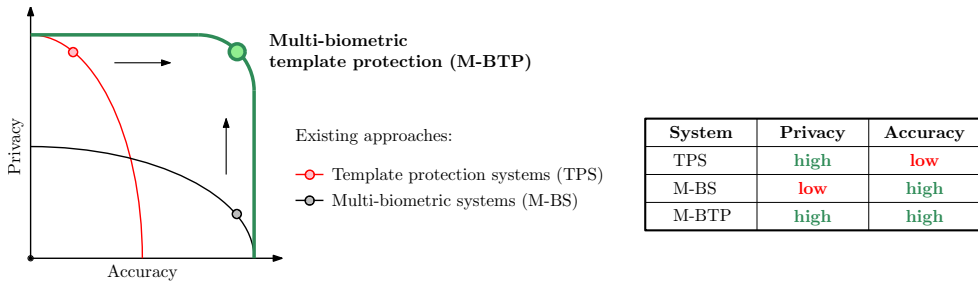 Multi-biometric
template protection (M-BTP)
Privacy
Existing approaches:
Template protection systems (TPS)
Multi-biometric systems (M-BS)
Accuracy
System Privacy Accuracy
TPS high low
M-BS low high
M-BTP high high